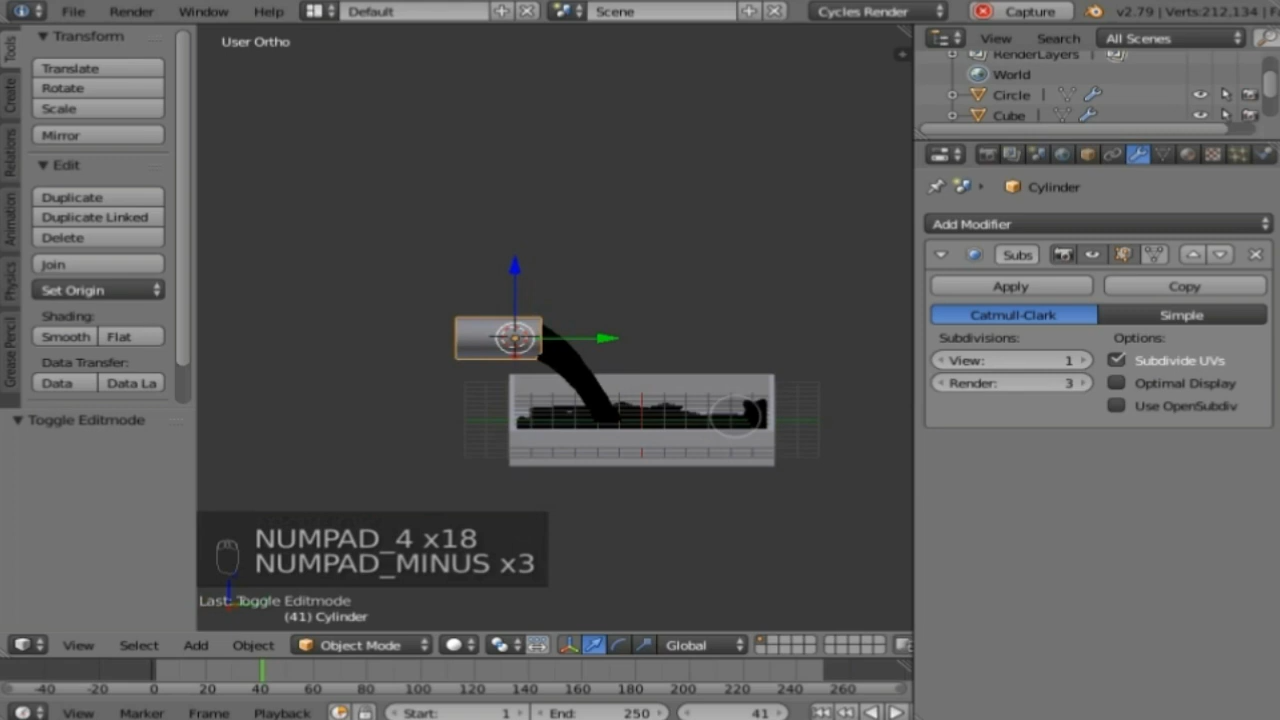 File Render Window Help Default Scene Cycles Render Capture v2.79 | Verts:212,134 | F
Tools
Create
Relations
Animation
Physics
Grease Pencil
Transform
Translate
Rotate
Scale
Mirror
Edit
Duplicate
Duplicate Linked
Delete
Join
Set Origin
Shading:
Smooth Flat
Data Transfer:
Data Data La
Toggle Editmode
User Ortho
NUMPAD_4 x18
NUMPAD_MINUS x3
Last: Toggle Editmode
(41) Cylinder
View Search All Scenes
RenderLayers
World
Circle
Cube
Cylinder
Add Modifier
Subs
Apply Copy
Catmull-Clark Simple
Subdivisions: Options:
View: 1 Subdivide UVs
Render: 3 Optimal Display
Use OpenSubdiv
View Select Add Object Object Mode Global
-40 -20 0 20 40 60 80 100 120 140 160 180 200 220 240 260
View Marker Frame Playback Start: 1 End: 250 41